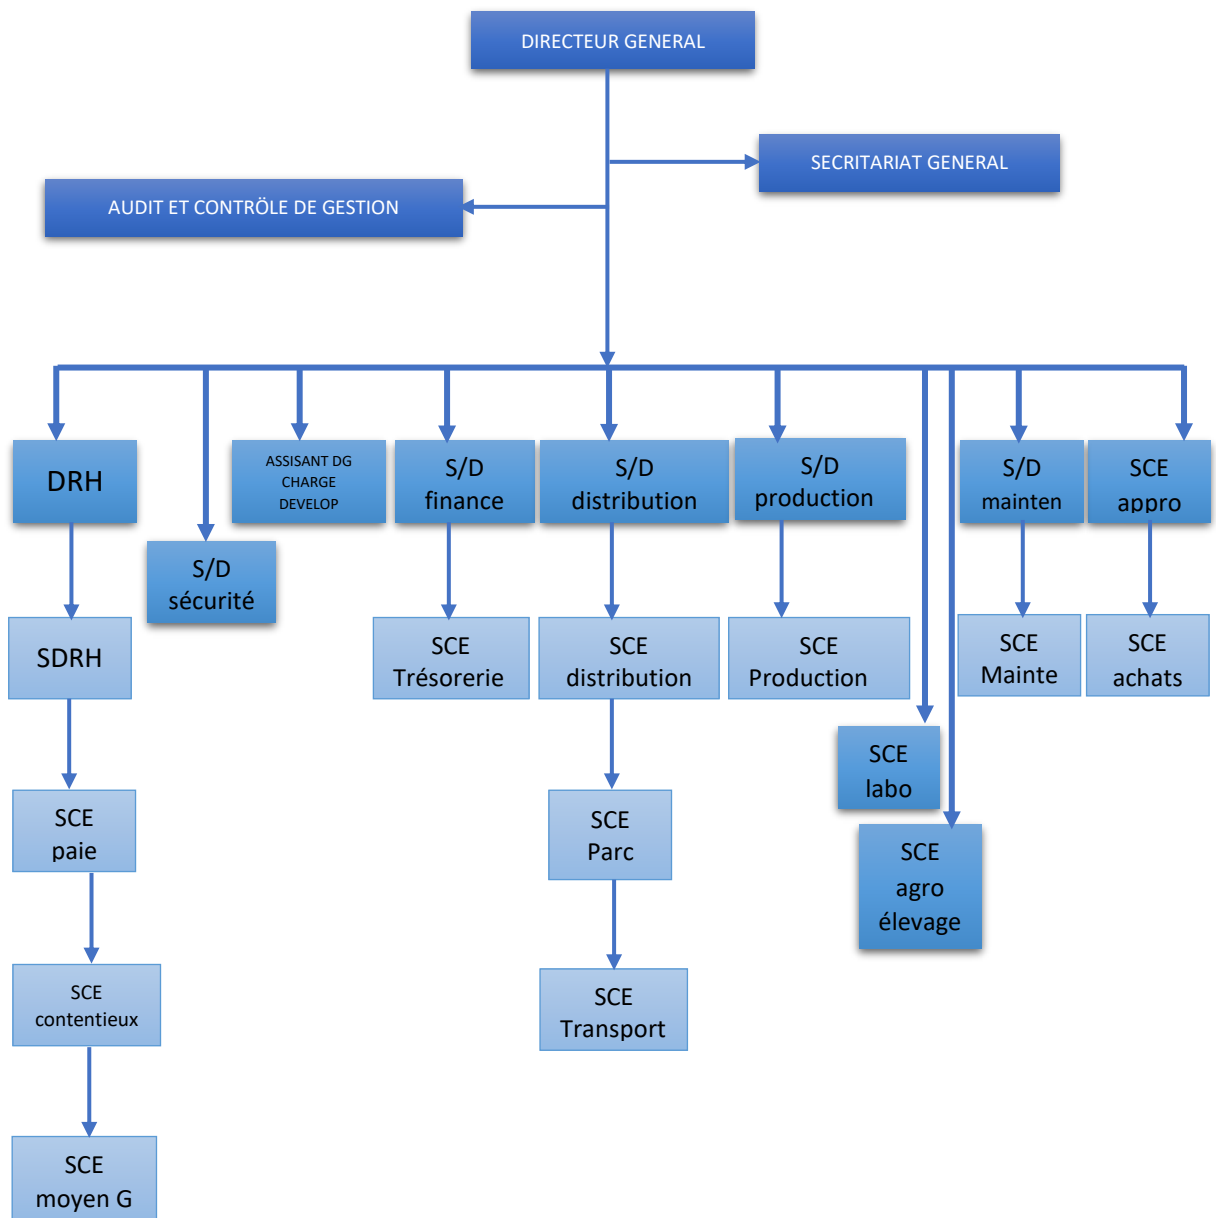 DIRECTEUR GENERAL
SECRITARIAT GENERAL
AUDIT ET CONTRÔLE DE GESTION
DRH
ASSISANT DG
CHARGE
DEVELOP
S/D
finance
S/D
distribution
S/D
production
S/D
mainten
SCE
appro
S/D
sécurité
SDRH
SCE
Trésorerie
SCE
distribution
SCE
Production
SCE
Mainte
SCE
achats
SCE
labo
SCE
paie
SCE
Parc
SCE
agro
élevage
SCE
contentieux
SCE
Transport
SCE
moyen G